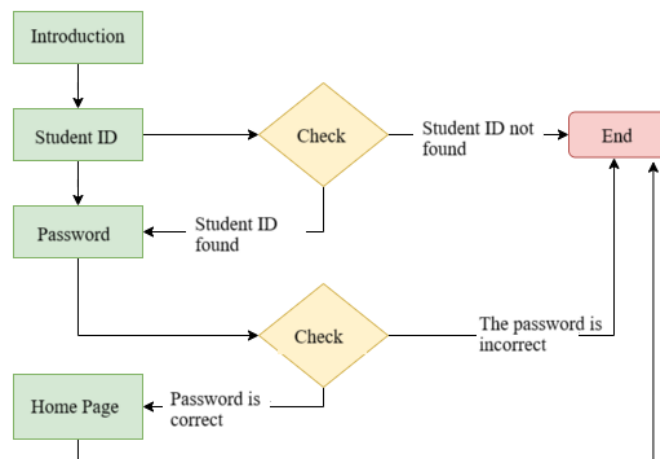 Introduction
Student ID
Check
Student ID not
found
End
Password
Student ID
found
Check
The password is
incorrect
Home Page
Password is
correct